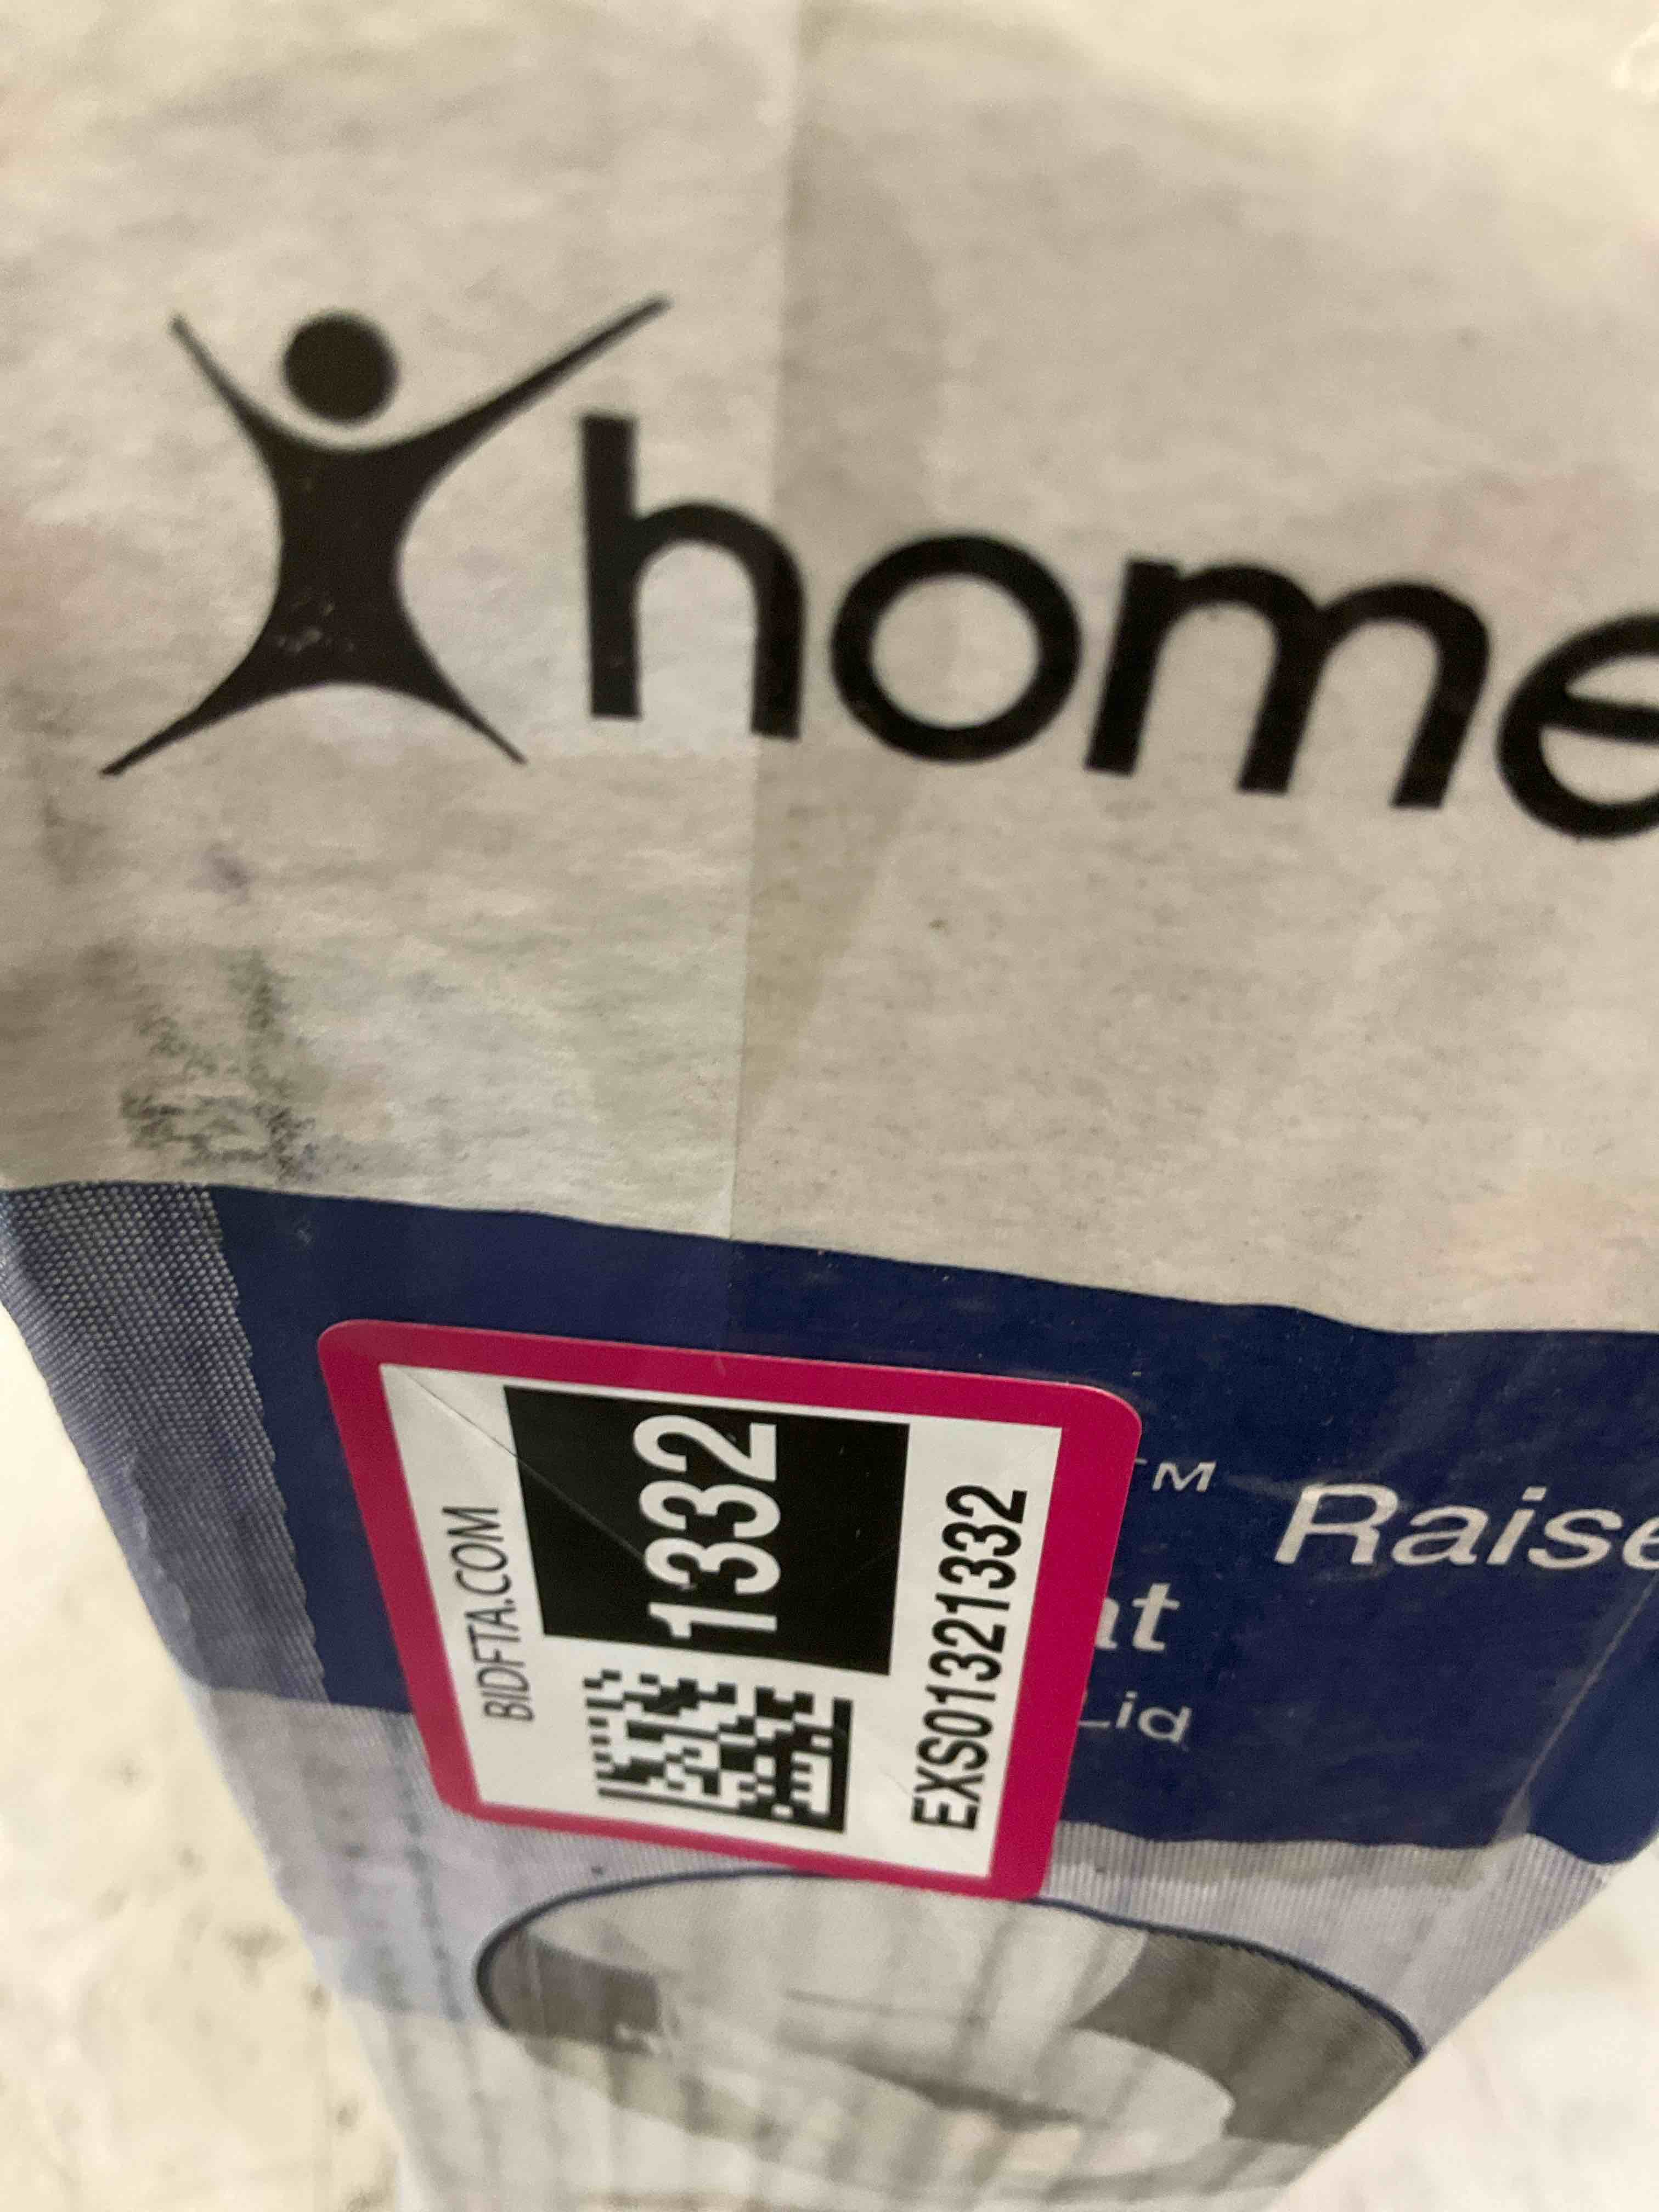 home
BIDFTA.COM
1332
EXS01321332
™ Raise
at
Lid